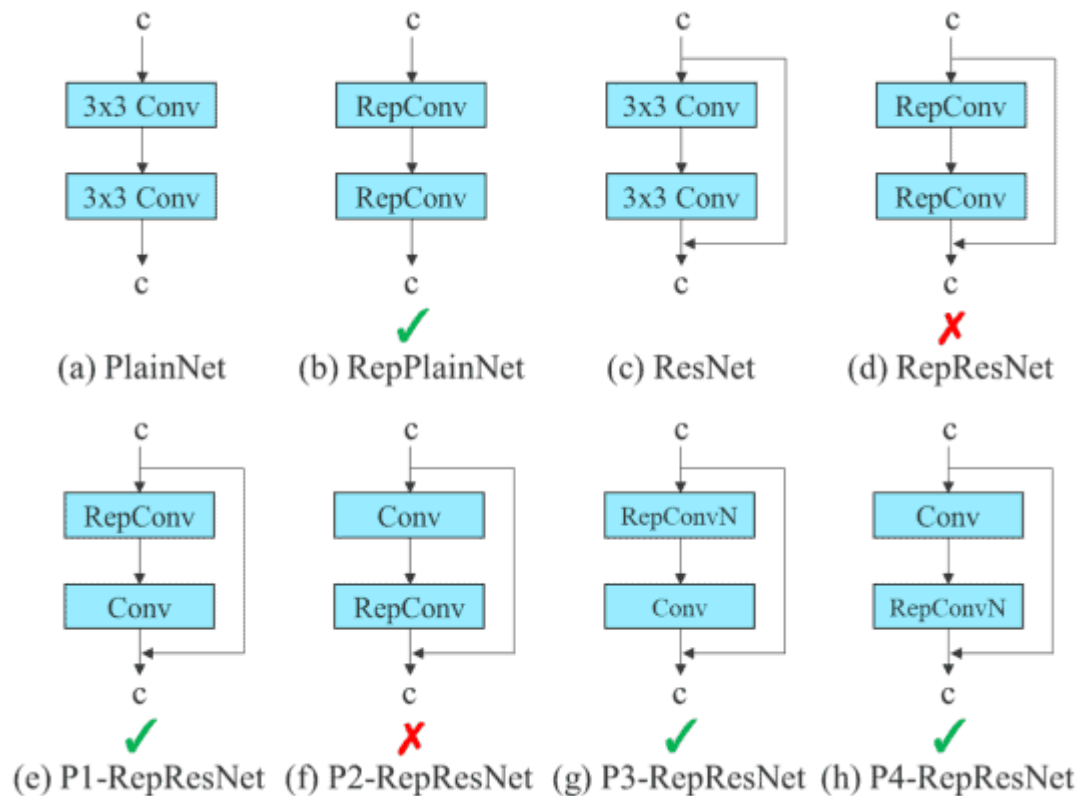 c c c c
3x3 Conv RepConv 3x3 Conv RepConv
3x3 Conv RepConv 3x3 Conv RepConv
c c c c
(a) PlainNet (b) RepPlainNet (c) ResNet (d) RepResNet
c c c c
RepConv Conv RepConvN Conv
Conv RepConv Conv RepConvN
c c c c
(e) P1-RepResNet (f) P2-RepResNet (g) P3-RepResNet (h) P4-RepResNet